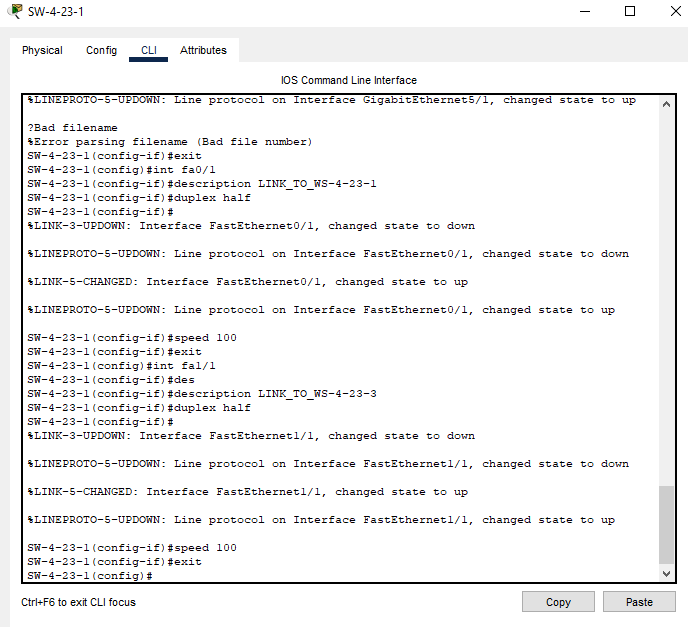 SW-4-23-1
Physical Config CLI Attributes
IOS Command Line Interface
%LINEPROTO-5-UPDOWN: Line protocol on Interface GigabitEthernet5/1, changed state to up
?Bad filename
%Error parsing filename (Bad file number)
SW-4-23-1(config-if)#exit
SW-4-23-1(config)#int fa0/1
SW-4-23-1(config-if)#description LINK_TO_WS-4-23-1
SW-4-23-1(config-if)#duplex half
SW-4-23-1(config-if)#
%LINK-3-UPDOWN: Interface FastEthernet0/1, changed state to down
%LINEPROTO-5-UPDOWN: Line protocol on Interface FastEthernet0/1, changed state to down
%LINK-5-CHANGED: Interface FastEthernet0/1, changed state to up
%LINEPROTO-5-UPDOWN: Line protocol on Interface FastEthernet0/1, changed state to up
SW-4-23-1(config-if)#speed 100
SW-4-23-1(config-if)#exit
SW-4-23-1(config)#int fa1/1
SW-4-23-1(config-if)#des
SW-4-23-1(config-if)#description LINK_TO_WS-4-23-3
SW-4-23-1(config-if)#duplex half
SW-4-23-1(config-if)#
%LINK-3-UPDOWN: Interface FastEthernet1/1, changed state to down
%LINEPROTO-5-UPDOWN: Line protocol on Interface FastEthernet1/1, changed state to down
%LINK-5-CHANGED: Interface FastEthernet1/1, changed state to up
%LINEPROTO-5-UPDOWN: Line protocol on Interface FastEthernet1/1, changed state to up
SW-4-23-1(config-if)#speed 100
SW-4-23-1(config-if)#exit
SW-4-23-1(config)#
Ctrl+F6 to exit CLI focus Copy Paste